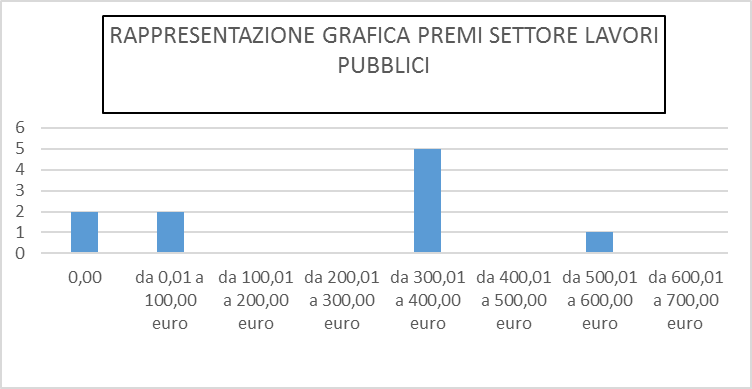 RAPPRESENTAZIONE GRAFICA PREMI SETTORE LAVORI
PUBBLICI
6
5
4
3
2
1
0
0,00
da 0,01 a
100,00
euro
da 100,01
a 200,00
euro
da 200,01
a 300,00
euro
da 300,01
a 400,00
euro
da 400,01
a 500,00
euro
da 500,01
a 600,00
euro
da 600,01
a 700,00
euro